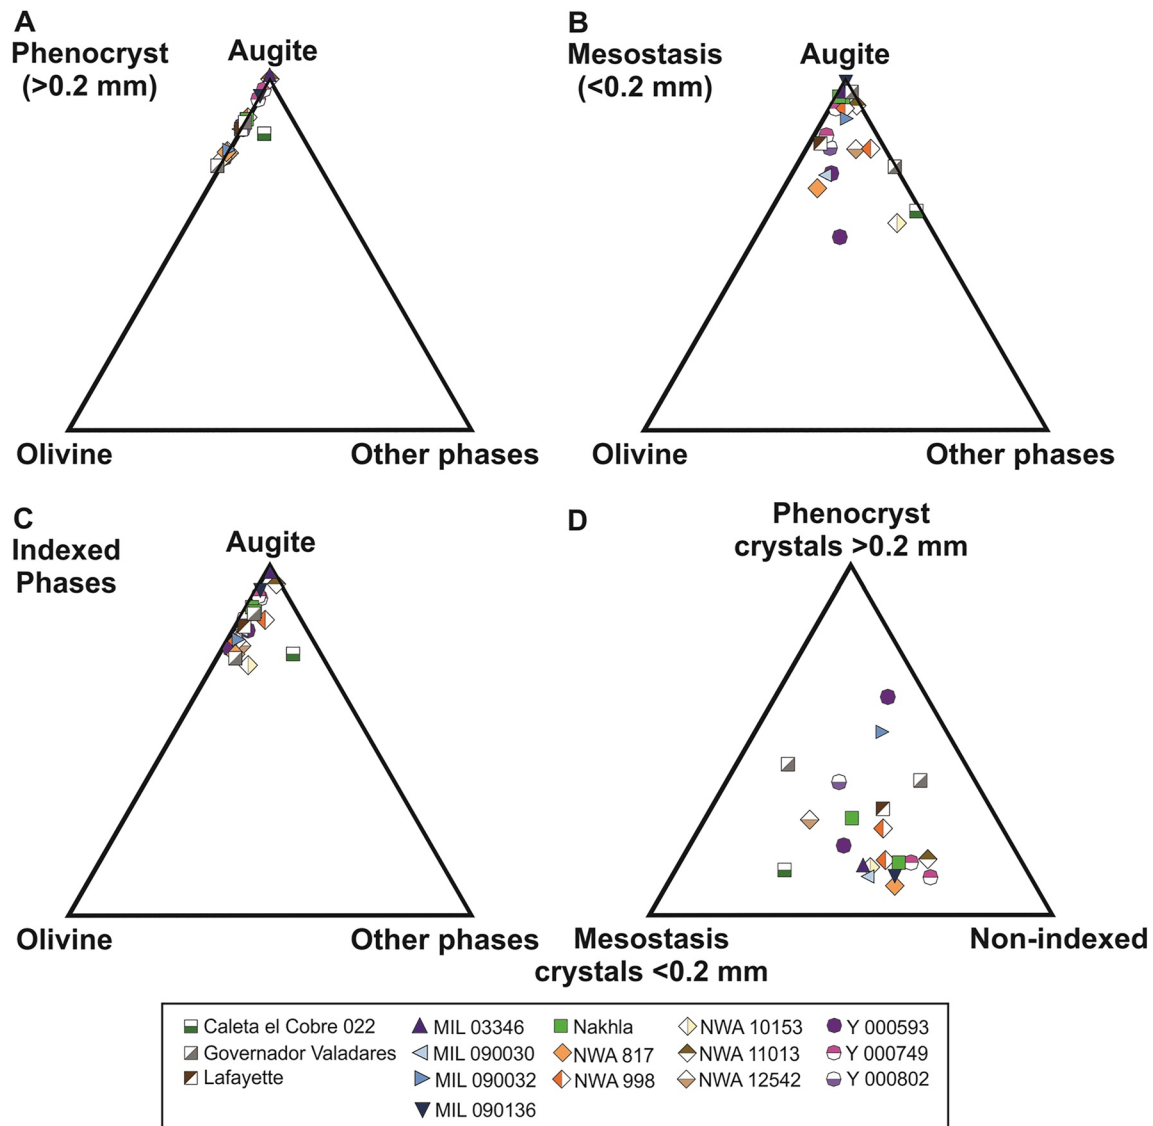 A
Phenocryst
(>0.2 mm)
Augite
Olivine
Other phases
B
Mesostasis
(<0.2 mm)
Augite
Olivine
Other phases
C
Indexed
Phases
Augite
Olivine
Other phases
D
Phenocryst
crystals >0.2 mm
Mesostasis
crystals <0.2 mm
Non-indexed
Caleta el Cobre 022
Governador Valadares
Lafayette
MIL 03346
MIL 090030
MIL 090032
MIL 090136
Nakhla
NWA 817
NWA 998
NWA 10153
NWA 11013
NWA 12542
Y 000593
Y 000749
Y 000802